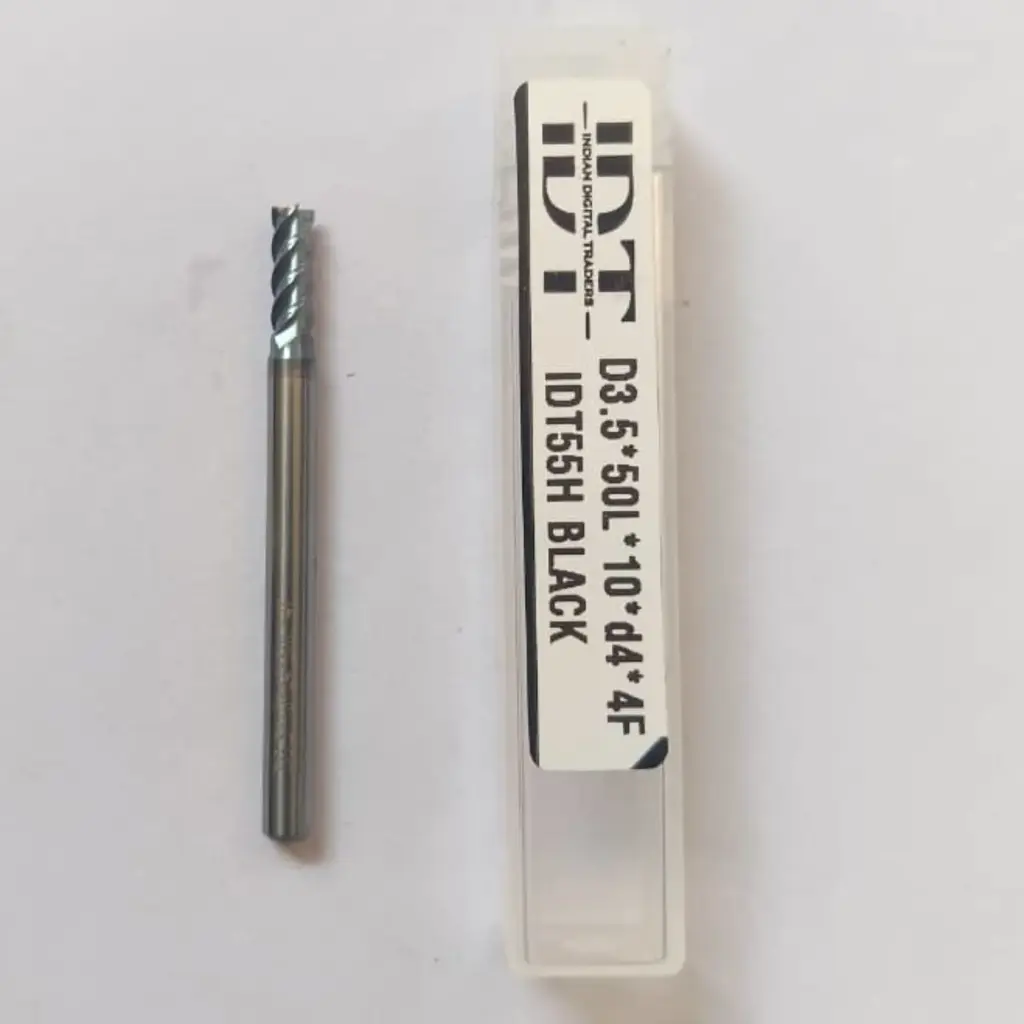 IDT
INDIAN DIGITAL TRADERS
D3.5*50L*10*d4*4F
IDT55H BLACK